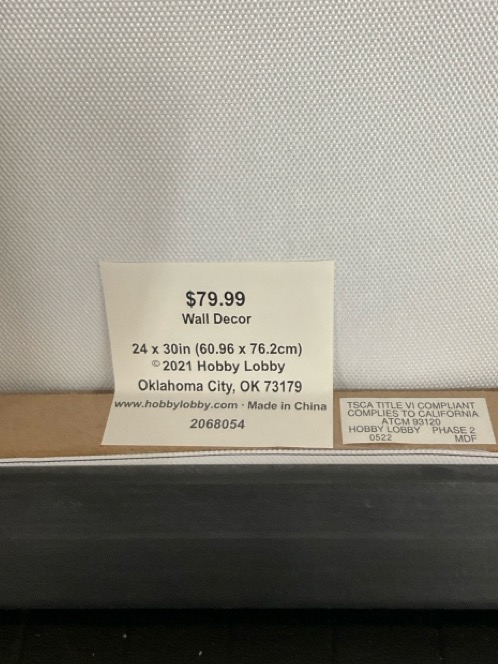 $79.99
Wall Decor
24 x 30in (60.96 x 76.2cm)
© 2021 Hobby Lobby
Oklahoma City, OK 73179
www.hobbylobby.com · Made in China
2068054
TSCA TITLE VI COMPLIANT
COMPLIES TO CALIFORNIA
ATCM 93120
HOBBY LOBBY PHASE 2
0522 MDF